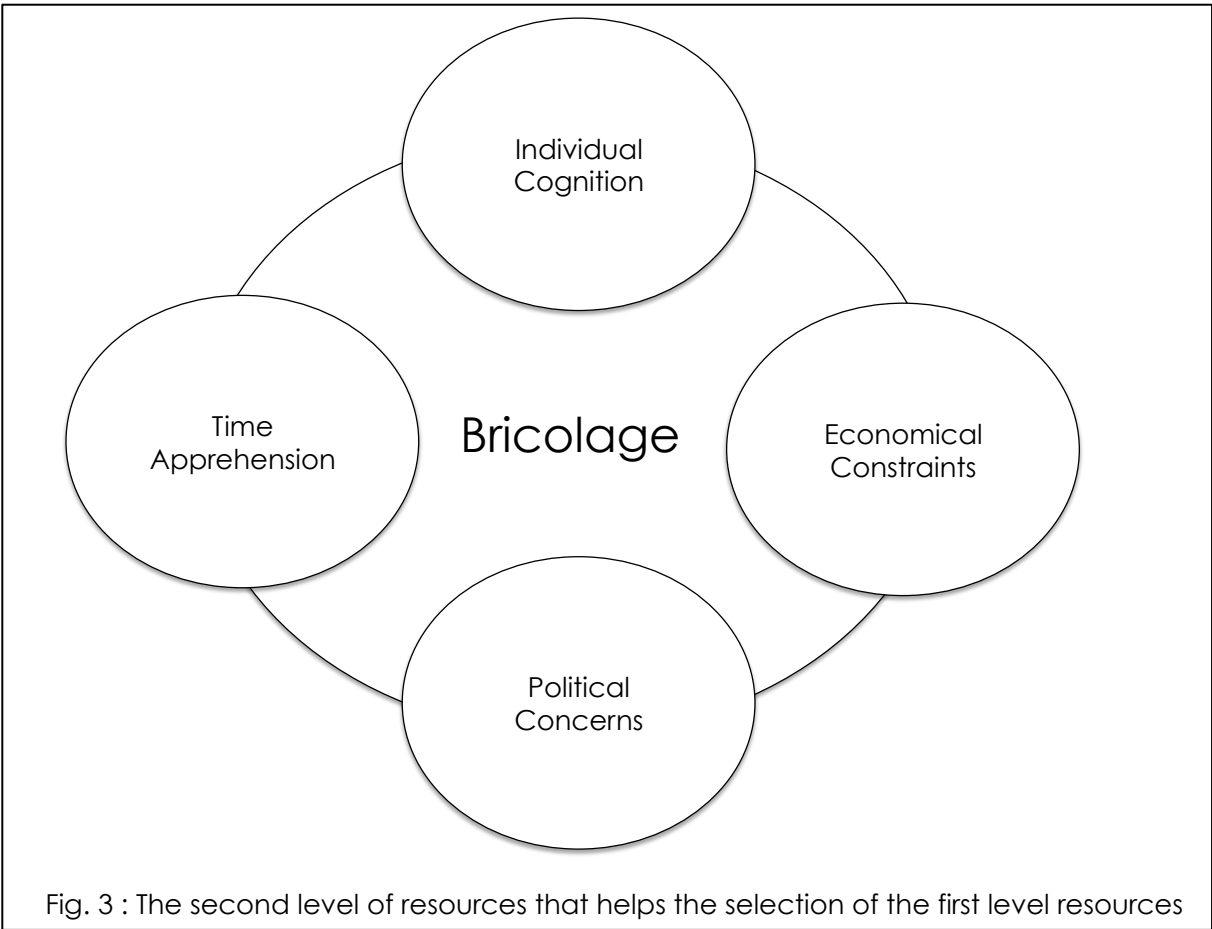 Individual
Cognition
Time
Apprehension
Bricolage
Economical
Constraints
Political
Concerns
Fig. 3 : The second level of resources that helps the selection of the first level resources